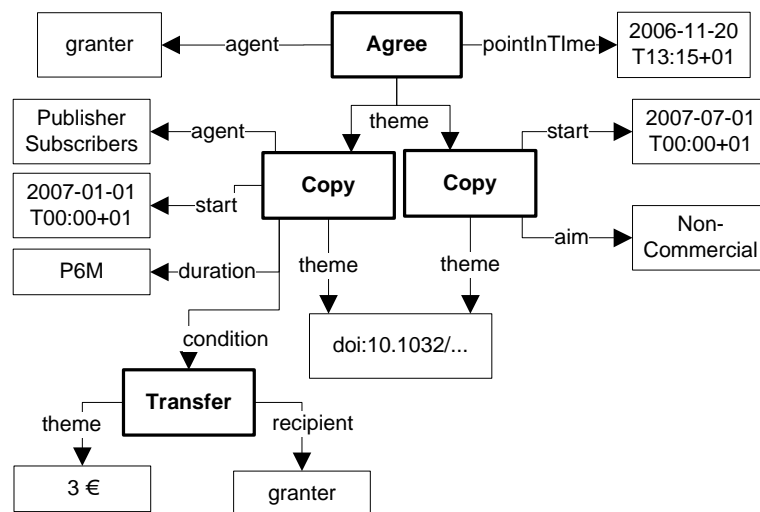 granter
agent
Agree
pointInTIme
2006-11-20
T13:15+01
Publisher
Subscribers
agent
theme
start
2007-07-01
T00:00+01
2007-01-01
T00:00+01
start
Copy
Copy
aim
Non-
Commercial
P6M
duration
theme
theme
condition
doi:10.1032/...
Transfer
theme
recipient
3 €
granter